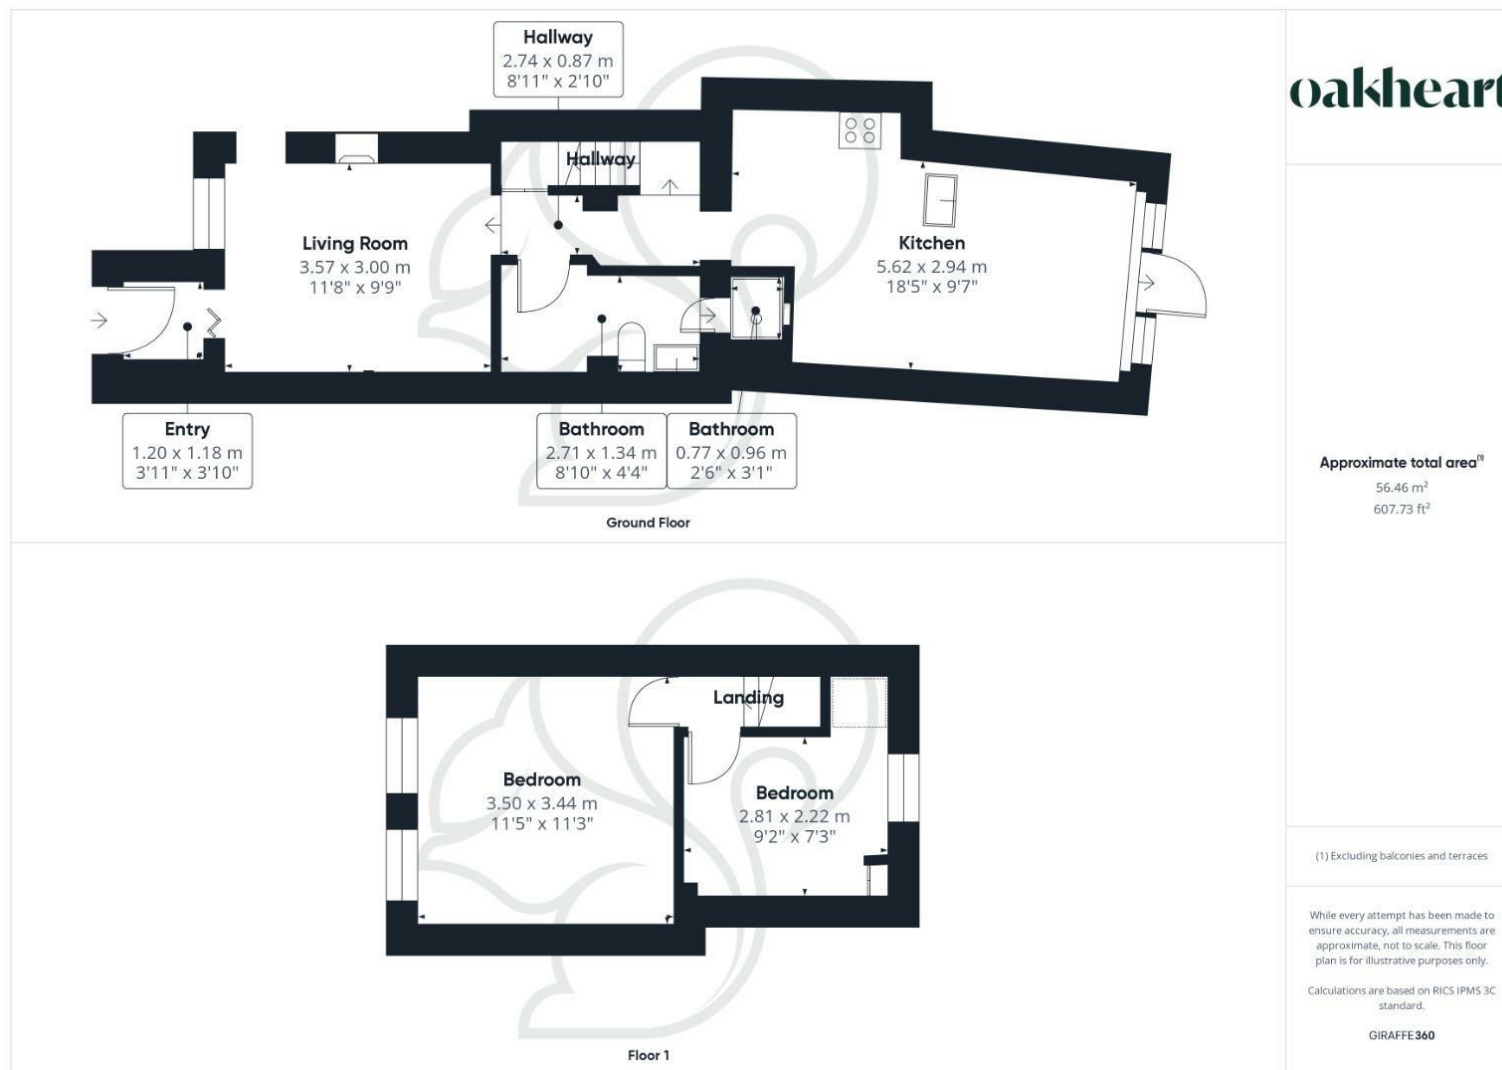 Hallway
2.74 x 0.87 m
8'11" x 2'10"
Hallway
Living Room
3.57 x 3.00 m
11'8" x 9'9"
Kitchen
5.62 x 2.94 m
18'5" x 9'7"
Entry
1.20 x 1.18 m
3'11" x 3'10"
Bathroom
2.71 x 1.34 m
8'10" x 4'4"
Bathroom
0.77 x 0.96 m
2'6" x 3'1"
Ground Floor
Landing
Bedroom
3.50 x 3.44 m
11'5" x 11'3"
Bedroom
2.81 x 2.22 m
9'2" x 7'3"
Floor 1
oakheart
Approximate total area(1)
56.46 m²
607.73 ft²
(1) Excluding balconies and terraces
While every attempt has been made to
ensure accuracy, all measurements are
approximate, not to scale. This floor
plan is for illustrative purposes only.
Calculations are based on RICS IPMS 3C
standard.
GIRAFFE360